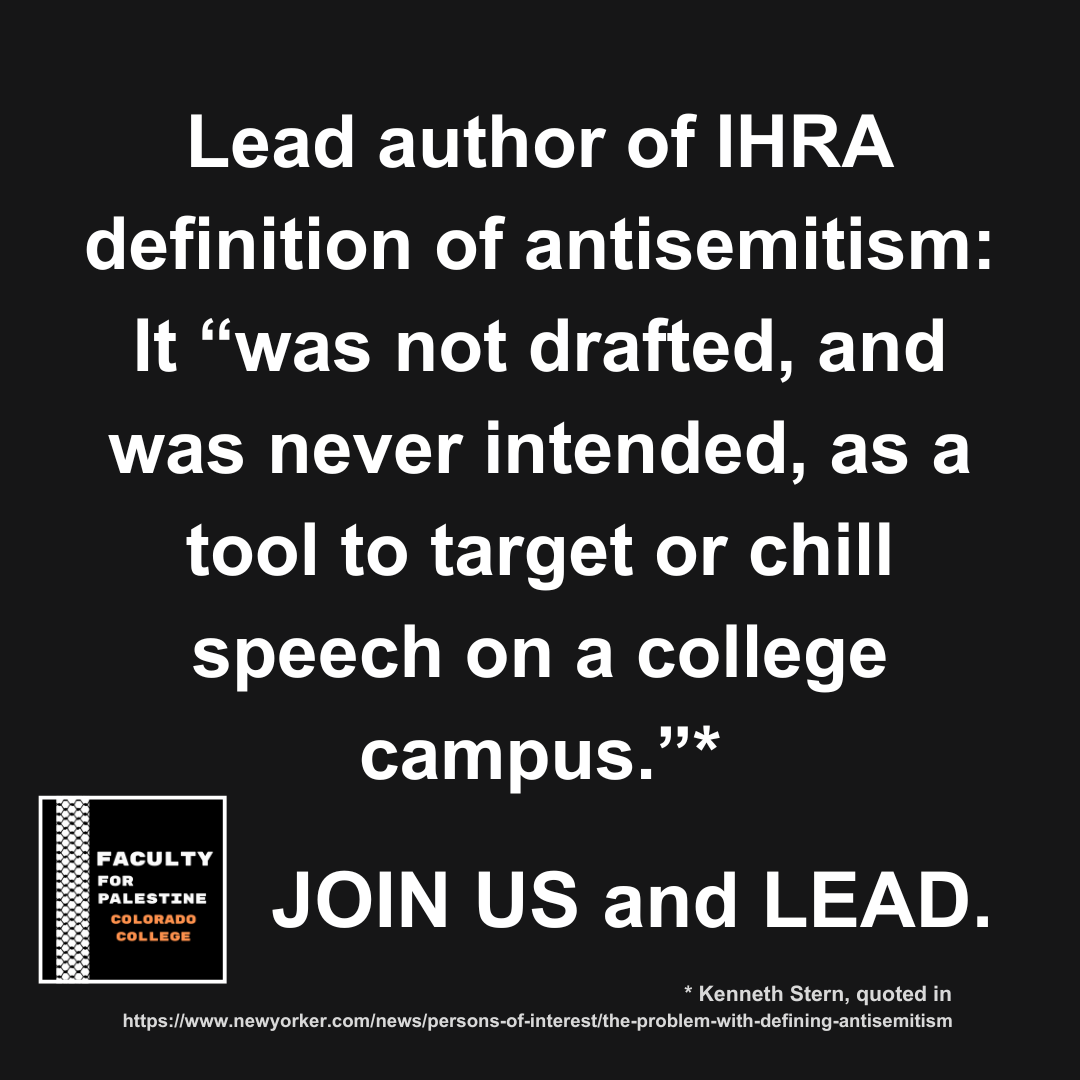 Lead author of IHRA
definition of antisemitism:
It “was not drafted, and
was never intended, as a
tool to target or chill
speech on a college
campus.”*
FACULTY
FOR
PALESTINE
COLORADO
COLLEGE
JOIN US and LEAD.
* Kenneth Stern, quoted in
https://www.newyorker.com/news/persons-of-interest/the-problem-with-defining-antisemitism